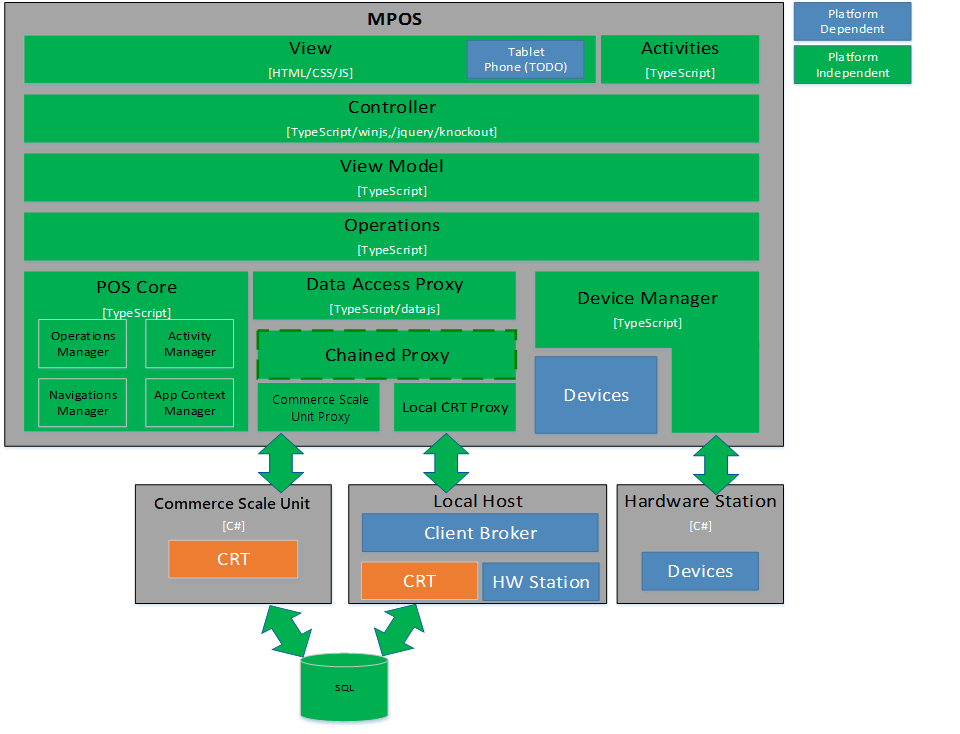 MPOS
Platform
Dependent
Platform
Independent
View
[HTML/CSS/JS]
Tablet
Phone (TODO)
Activities
[TypeScript]
Controller
[TypeScript/winjs,/jquery/knockout]
View Model
[TypeScript]
Operations
[TypeScript]
POS Core
[TypeScript]
Operations
Manager
Activity
Manager
Navigations
Manager
App Context
Manager
Data Access Proxy
[TypeScript/datajs]
Chained Proxy
Commerce Scale
Unit Proxy
Local CRT Proxy
Device Manager
[TypeScript]
Devices
Commerce Scale Unit
[C#]
CRT
Local Host
Client Broker
CRT
HW Station
Hardware Station
[C#]
Devices
SQL